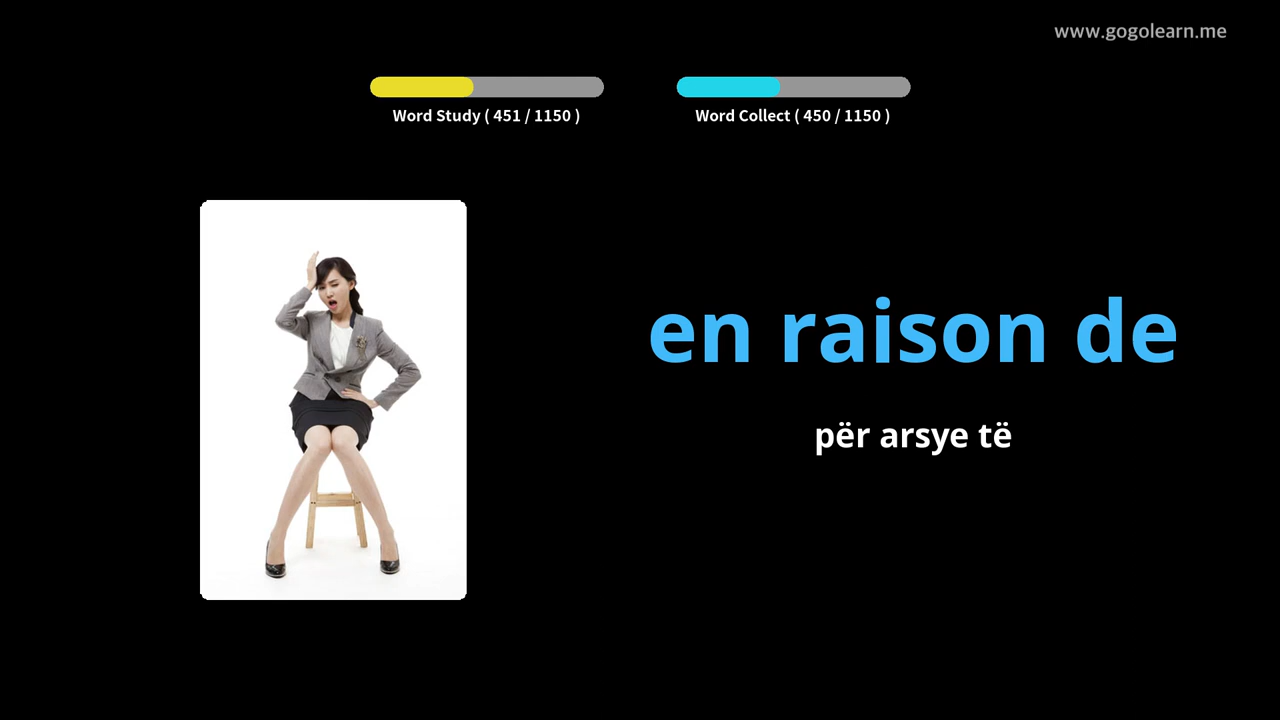 www.gogolearn.me
Word Study ( 451 / 1150 )
Word Collect ( 450 / 1150 )
en raison de
për arsye të